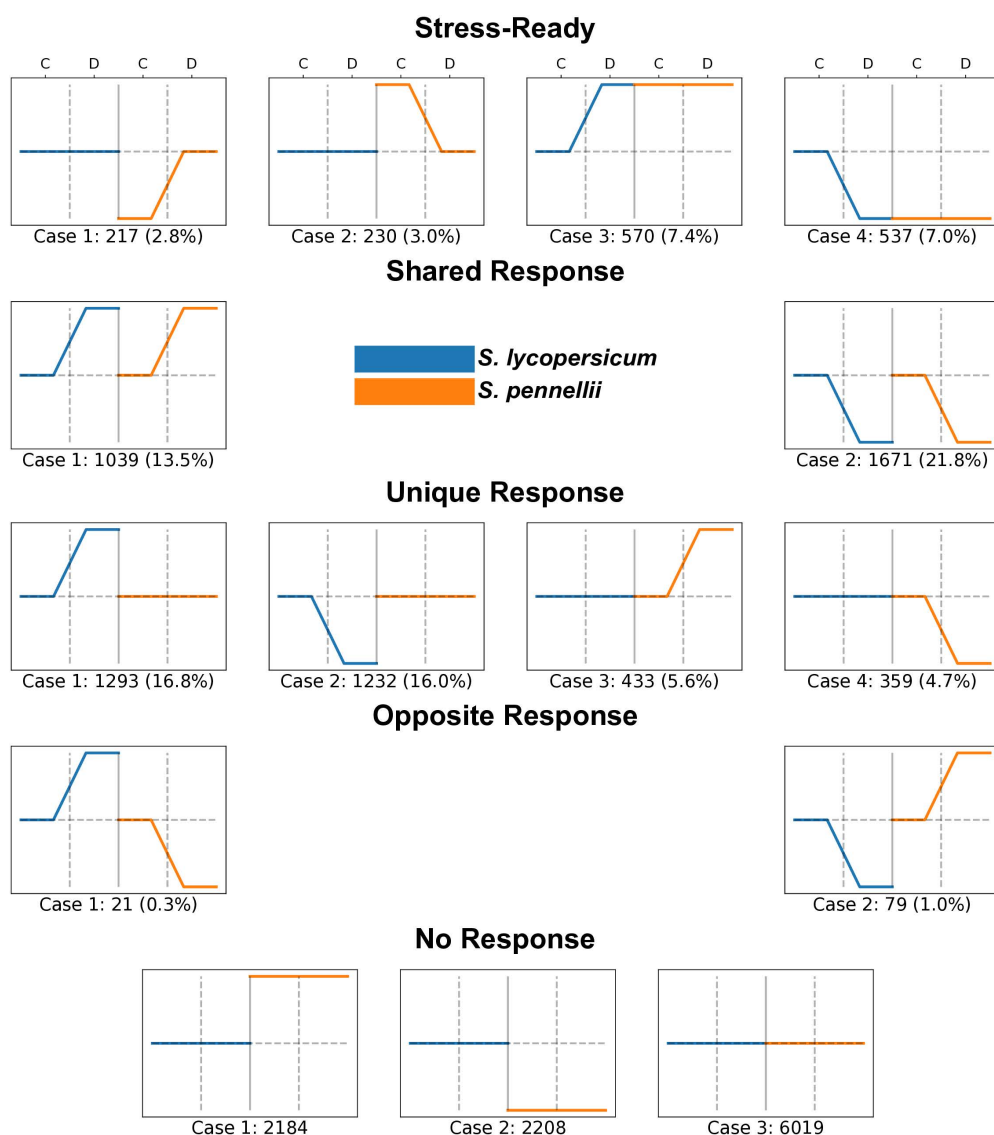 Stress-Ready
C D C D C D C D C D C D C D C D
Case 1: 217 (2.8%) Case 2: 230 (3.0%) Case 3: 570 (7.4%) Case 4: 537 (7.0%)
Shared Response
S. lycopersicum
S. pennellii
Case 1: 1039 (13.5%) Case 2: 1671 (21.8%)
Unique Response
Case 1: 1293 (16.8%) Case 2: 1232 (16.0%) Case 3: 433 (5.6%) Case 4: 359 (4.7%)
Opposite Response
Case 1: 21 (0.3%) Case 2: 79 (1.0%)
No Response
Case 1: 2184 Case 2: 2208 Case 3: 6019